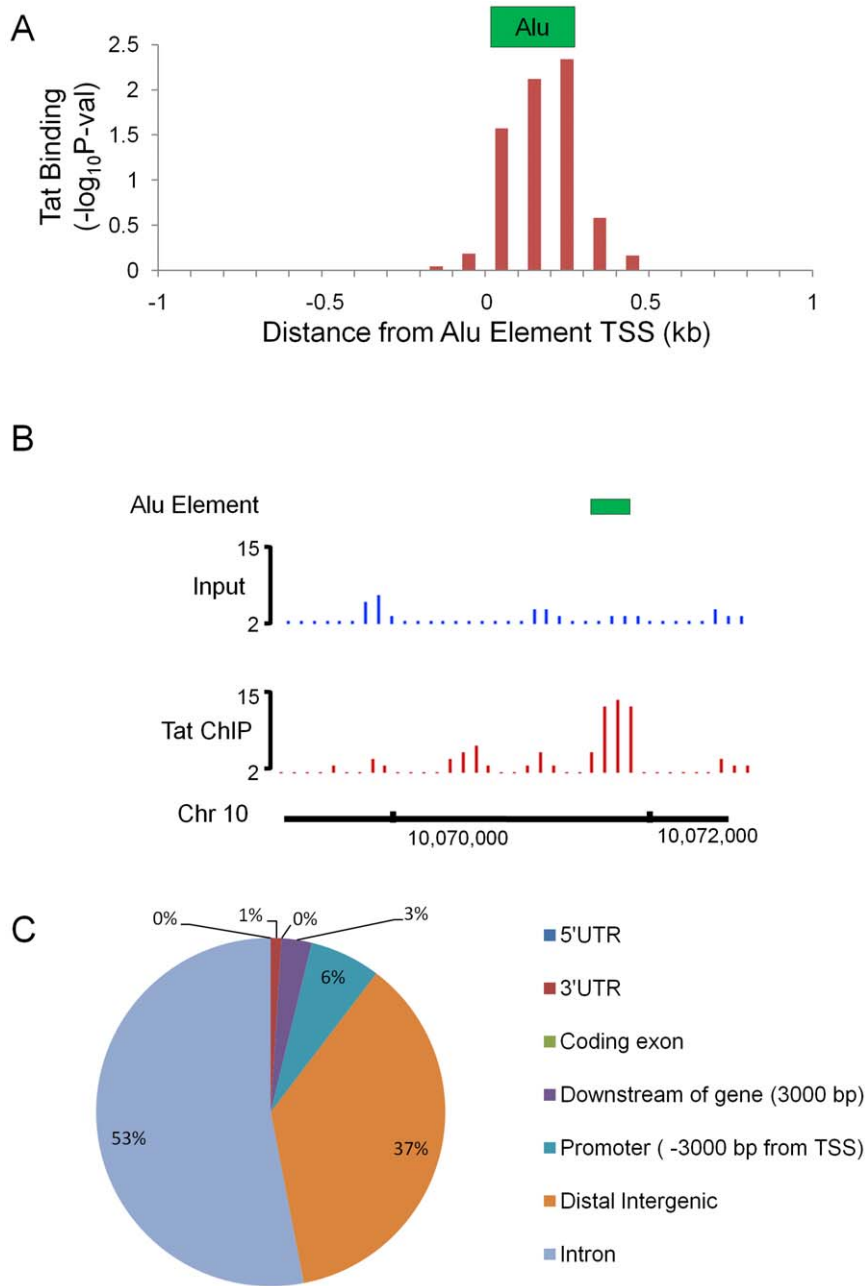 A
Alu
Tat Binding
(-log₁₀P-val)
2.5
2
1.5
1
0.5
0
-1
-0.5
0
0.5
1
Distance from Alu Element TSS (kb)
B
Alu Element
15
Input
2
15
Tat ChIP
2
Chr 10
10,070,000
10,072,000
C
0%
1%
0%
3%
6%
37%
53%
5'UTR
3'UTR
Coding exon
Downstream of gene (3000 bp)
Promoter ( -3000 bp from TSS)
Distal Intergenic
Intron